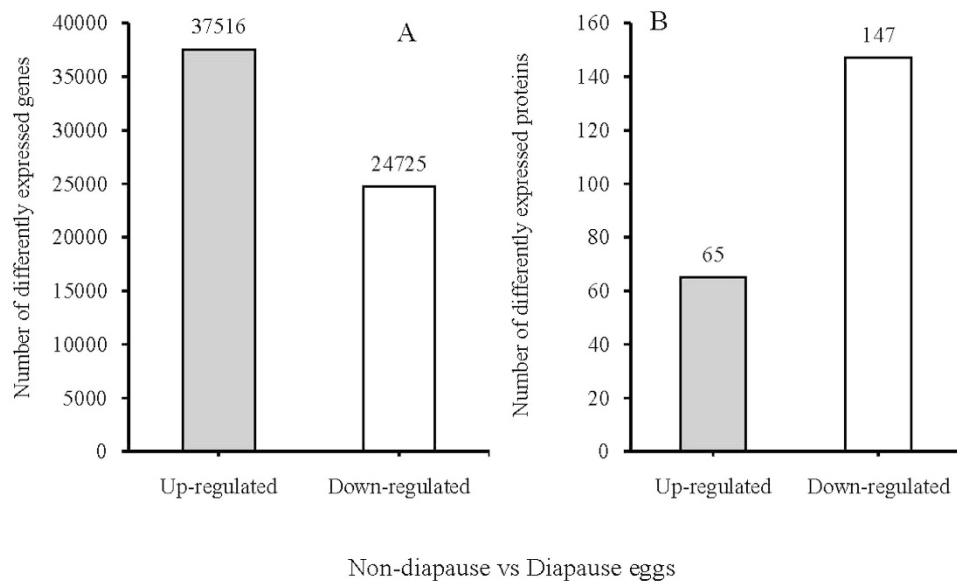 A
Number of differently expressed genes
40000
35000
30000
25000
20000
15000
10000
5000
0
37516
24725
Up-regulated
Down-regulated
B
Number of differently expressed proteins
160
140
120
100
80
60
40
20
0
65
147
Up-regulated
Down-regulated
Non-diapause vs Diapause eggs